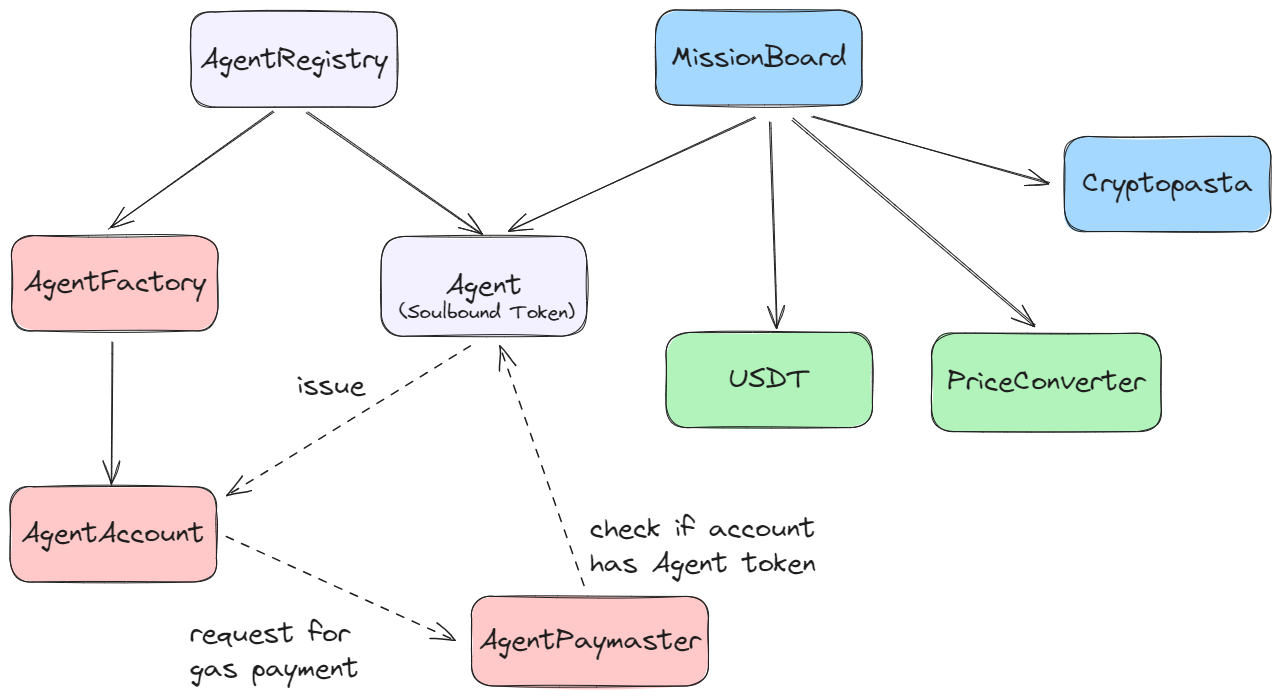 AgentRegistry
MissionBoard
Cryptopasta
AgentFactory
Agent
(Soulbound Token)
USDT
PriceConverter
issue
AgentAccount
check if account
has Agent token
request for
gas payment
AgentPaymaster